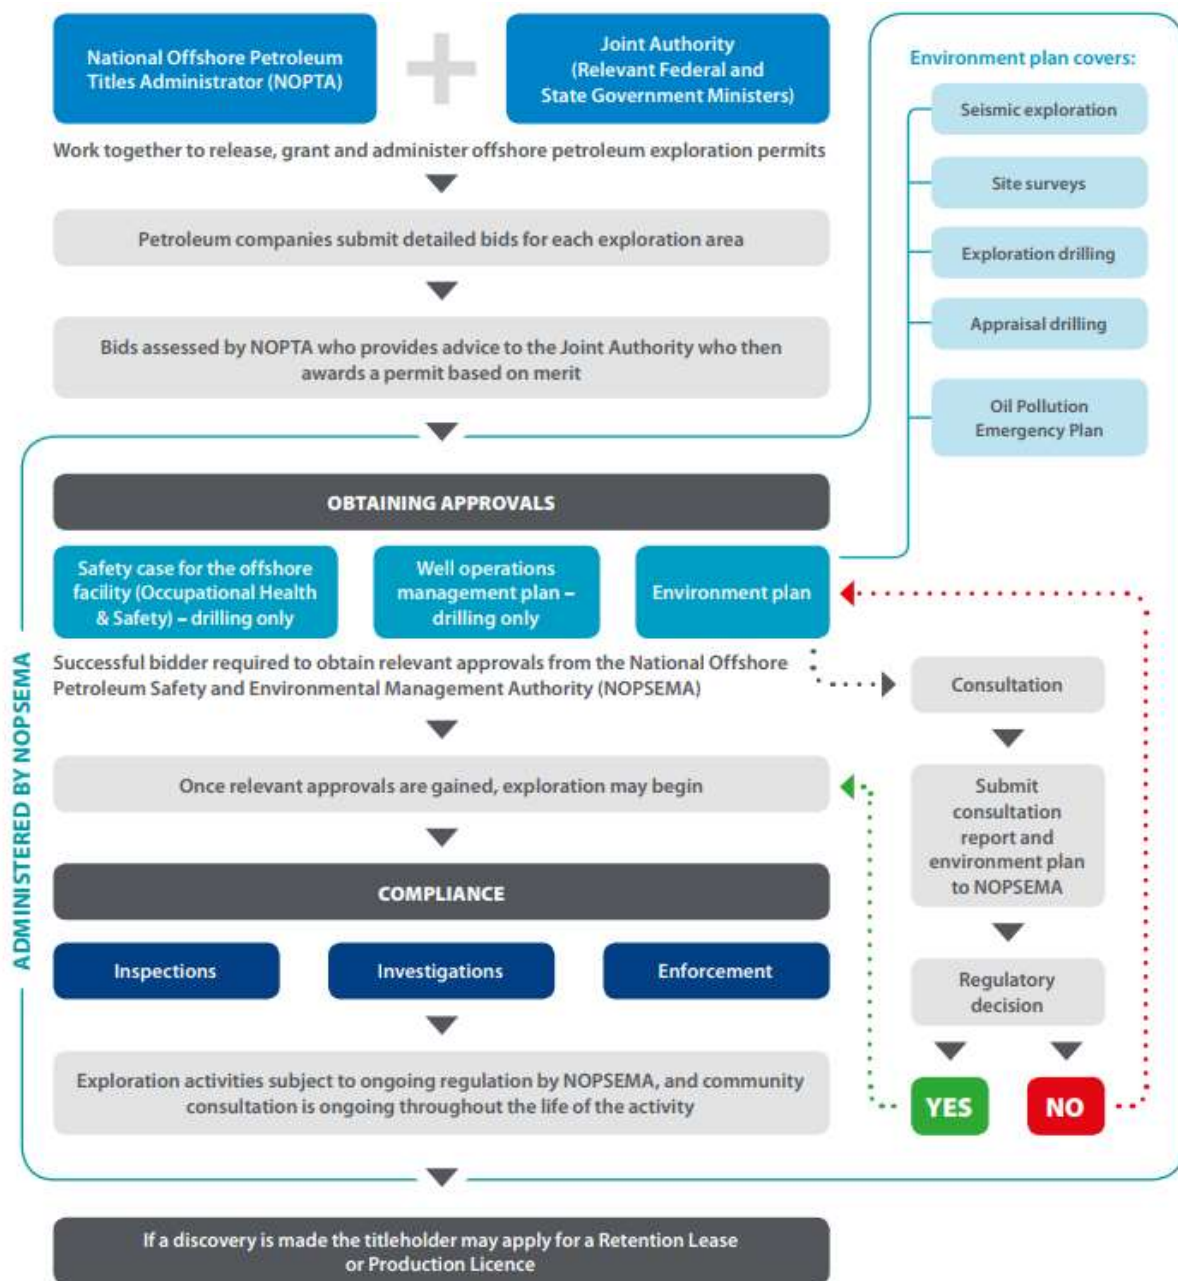 National Offshore Petroleum
Titles Administrator (NOPTA)
Joint Authority
(Relevant Federal and
State Government Ministers)
Work together to release, grant and administer offshore petroleum exploration permits
Petroleum companies submit detailed bids for each exploration area
Bids assessed by NOPTA who provides advice to the Joint Authority who then
awards a permit based on merit
Environment plan covers:
Seismic exploration
Site surveys
Exploration drilling
Appraisal drilling
Oil Pollution
Emergency Plan
ADMINISTERED BY NOPSEMA
OBTAINING APPROVALS
Safety case for the offshore
facility (Occupational Health
& Safety) – drilling only
Well operations
management plan –
drilling only
Environment plan
Successful bidder required to obtain relevant approvals from the National Offshore
Petroleum Safety and Environmental Management Authority (NOPSEMA)
Once relevant approvals are gained, exploration may begin
COMPLIANCE
Inspections
Investigations
Enforcement
Exploration activities subject to ongoing regulation by NOPSEMA, and community
consultation is ongoing throughout the life of the activity
Consultation
Submit
consultation
report and
environment plan
to NOPSEMA
Regulatory
decision
YES
NO
If a discovery is made the titleholder may apply for a Retention Lease
or Production Licence